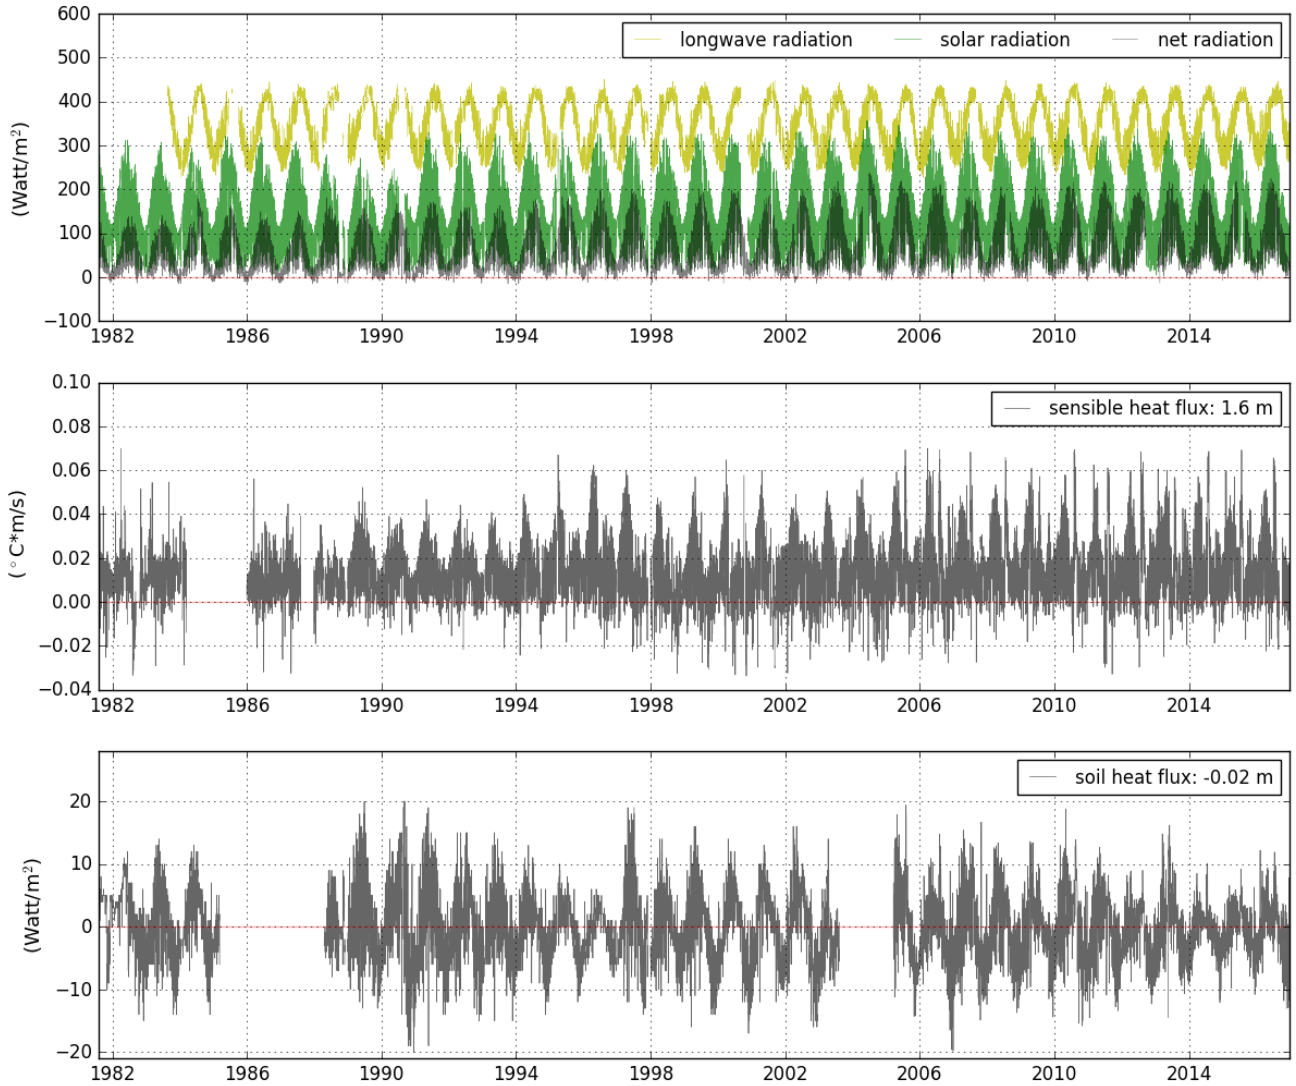 600
500
400
300
200
100
0
−100
(Watt/m²)
longwave radiation solar radiation net radiation
1982 1986 1990 1994 1998 2002 2006 2010 2014
0.10
0.08
0.06
0.04
0.02
0.00
−0.02
−0.04
(°C*m/s)
sensible heat flux: 1.6 m
1982 1986 1990 1994 1998 2002 2006 2010 2014
20
10
0
−10
−20
(Watt/m²)
soil heat flux: -0.02 m
1982 1986 1990 1994 1998 2002 2006 2010 2014